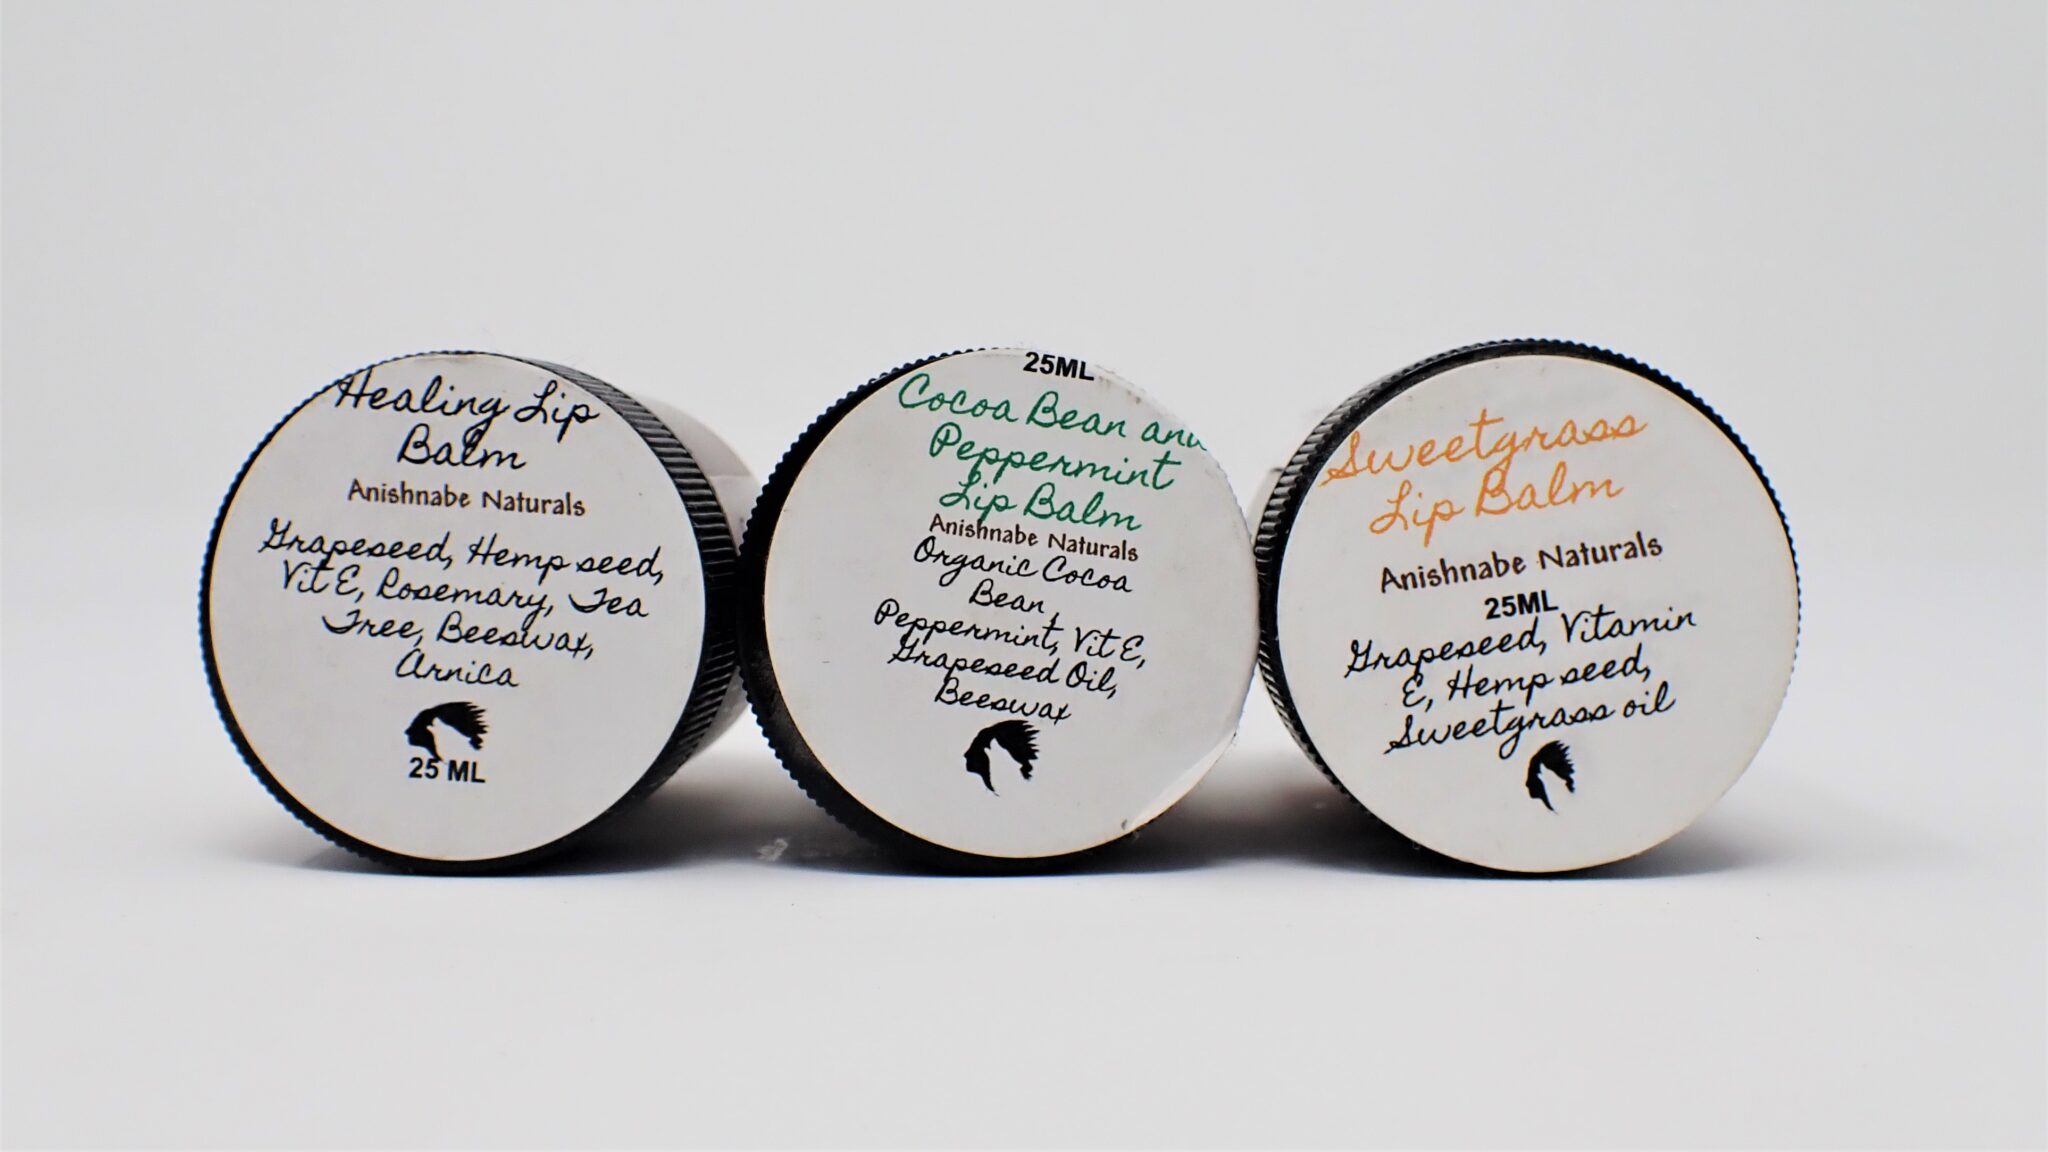 Healing Lip
Balm
Anishnabe Naturals
Grapeseed, Hemp seed,
Vit E, Rosemary, Tea
Tree, Beeswax,
Arnica
25 ML
25ML
Cocoa Bean and
Peppermint
Lip Balm
Anishnabe Naturals
Organic Cocoa
Bean,
Peppermint, Vit E,
Grapeseed Oil,
Beeswax
Sweetgrass
Lip Balm
Anishnabe Naturals
25ML
Grapeseed, Vitamin
E, Hemp seed,
Sweetgrass oil